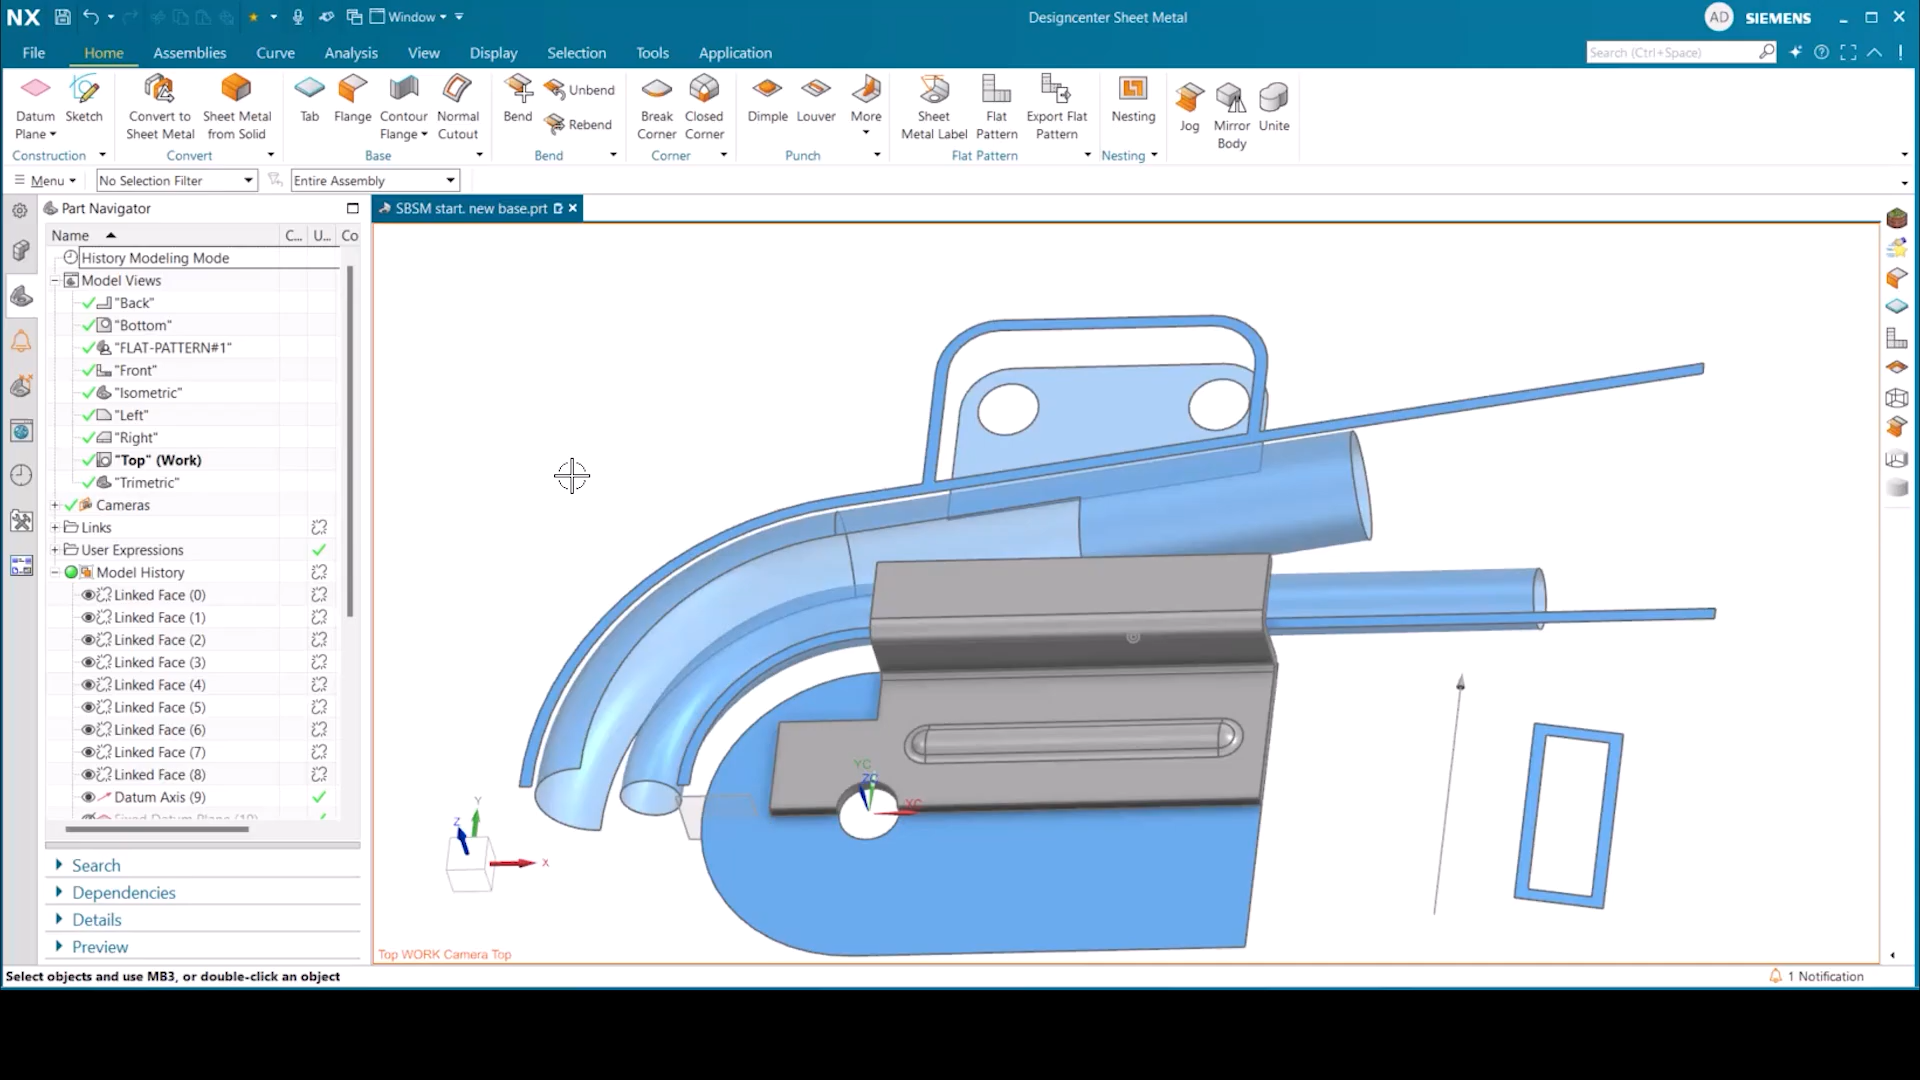 NX
Window
Designcenter Sheet Metal
AD
SIEMENS
File
Home
Assemblies
Curve
Analysis
View
Display
Selection
Tools
Application
Search (Ctrl+Space)
Datum Plane
Sketch
Convert to Sheet Metal
Sheet Metal from Solid
Tab
Flange
Contour Flange
Normal Cutout
Bend
Unbend
Rebend
Break Corner
Closed Corner
Dimple
Louver
More
Sheet Metal Label
Flat Pattern
Export Flat Pattern
Nesting
Jog
Mirror Body
Unite
Construction
Convert
Base
Bend
Corner
Punch
Flat Pattern
Nesting
Menu
No Selection Filter
Entire Assembly
Part Navigator
SBSM start. new base.prt
Name
C...
U...
Co
History Modeling Mode
Model Views
"Back"
"Bottom"
"FLAT-PATTERN#1"
"Front"
"Isometric"
"Left"
"Right"
"Top" (Work)
"Trimetric"
Cameras
Links
User Expressions
Model History
Linked Face (0)
Linked Face (1)
Linked Face (2)
Linked Face (3)
Linked Face (4)
Linked Face (5)
Linked Face (6)
Linked Face (7)
Linked Face (8)
Datum Axis (9)
Search
Dependencies
Details
Preview
YC
ZC
XC
Y
Z
X
Top WORK Camera Top
Select objects and use MB3, or double-click an object
1 Notification